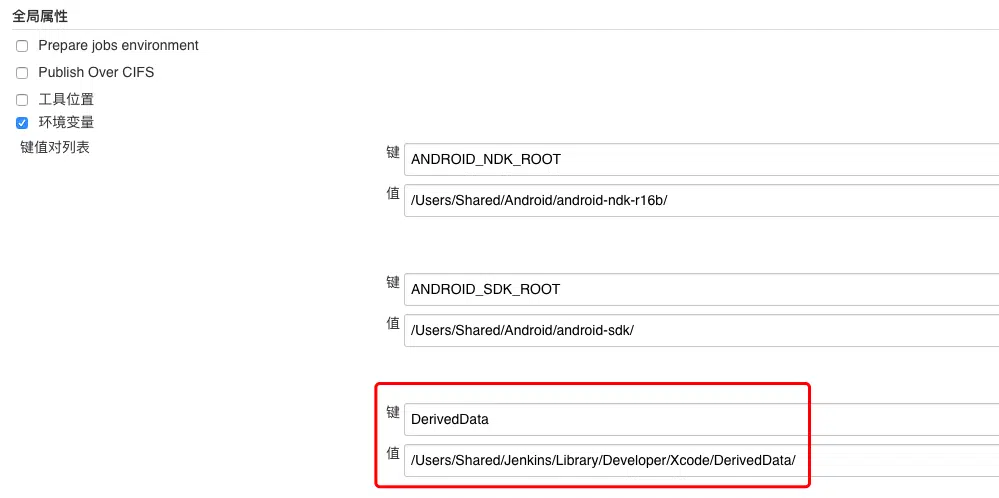 全局属性
Prepare jobs environment
Publish Over CIFS
工具位置
环境变量
键值对列表
键 ANDROID_NDK_ROOT
值 /Users/Shared/Android/android-ndk-r16b/
键 ANDROID_SDK_ROOT
值 /Users/Shared/Android/android-sdk/
键 DerivedData
值 /Users/Shared/Jenkins/Library/Developer/Xcode/DerivedData/